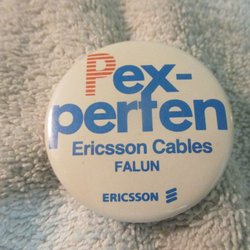 Pex-
perten
Ericsson Cables
FALUN
ERICSSON